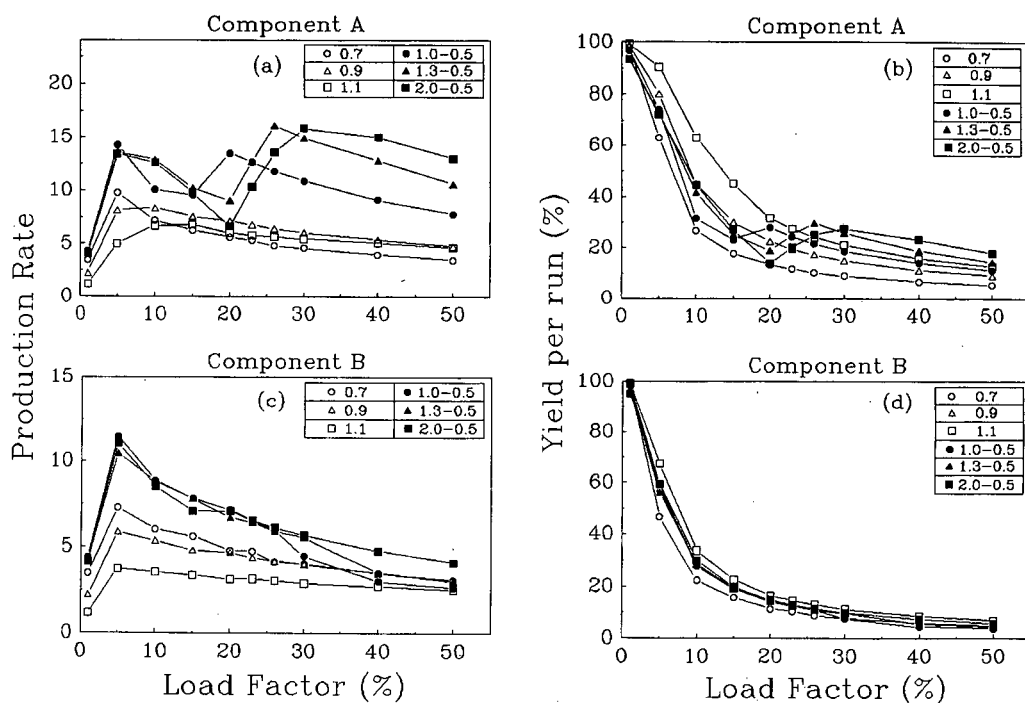 Component A
(a)
0.7 1.0-0.5
0.9 1.3-0.5
1.1 2.0-0.5
20
15
10
5
0
0 10 20 30 40 50
Component A
(b)
0.7
0.9
1.1
1.0-0.5
1.3-0.5
2.0-0.5
100
80
60
40
20
0
0 10 20 30 40 50
Component B
(c)
0.7 1.0-0.5
0.9 1.3-0.5
1.1 2.0-0.5
15
10
5
0
0 10 20 30 40 50
Load Factor (%)
Production Rate
Component B
(d)
0.7
0.9
1.1
1.0-0.5
1.3-0.5
2.0-0.5
100
80
60
40
20
0
0 10 20 30 40 50
Load Factor (%)
Yield per run (%)